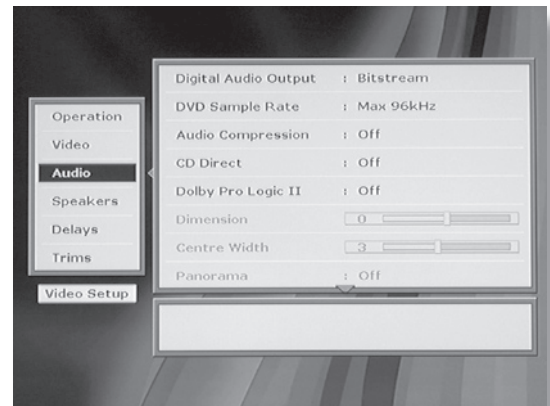 Operation
Video
Audio
Speakers
Delays
Trims
Video Setup
Digital Audio Output : Bitstream
DVD Sample Rate : Max 96kHz
Audio Compression : Off
CD Direct : Off
Dolby Pro Logic II : Off
Dimension 0
Centre Width 3
Panorama : Off